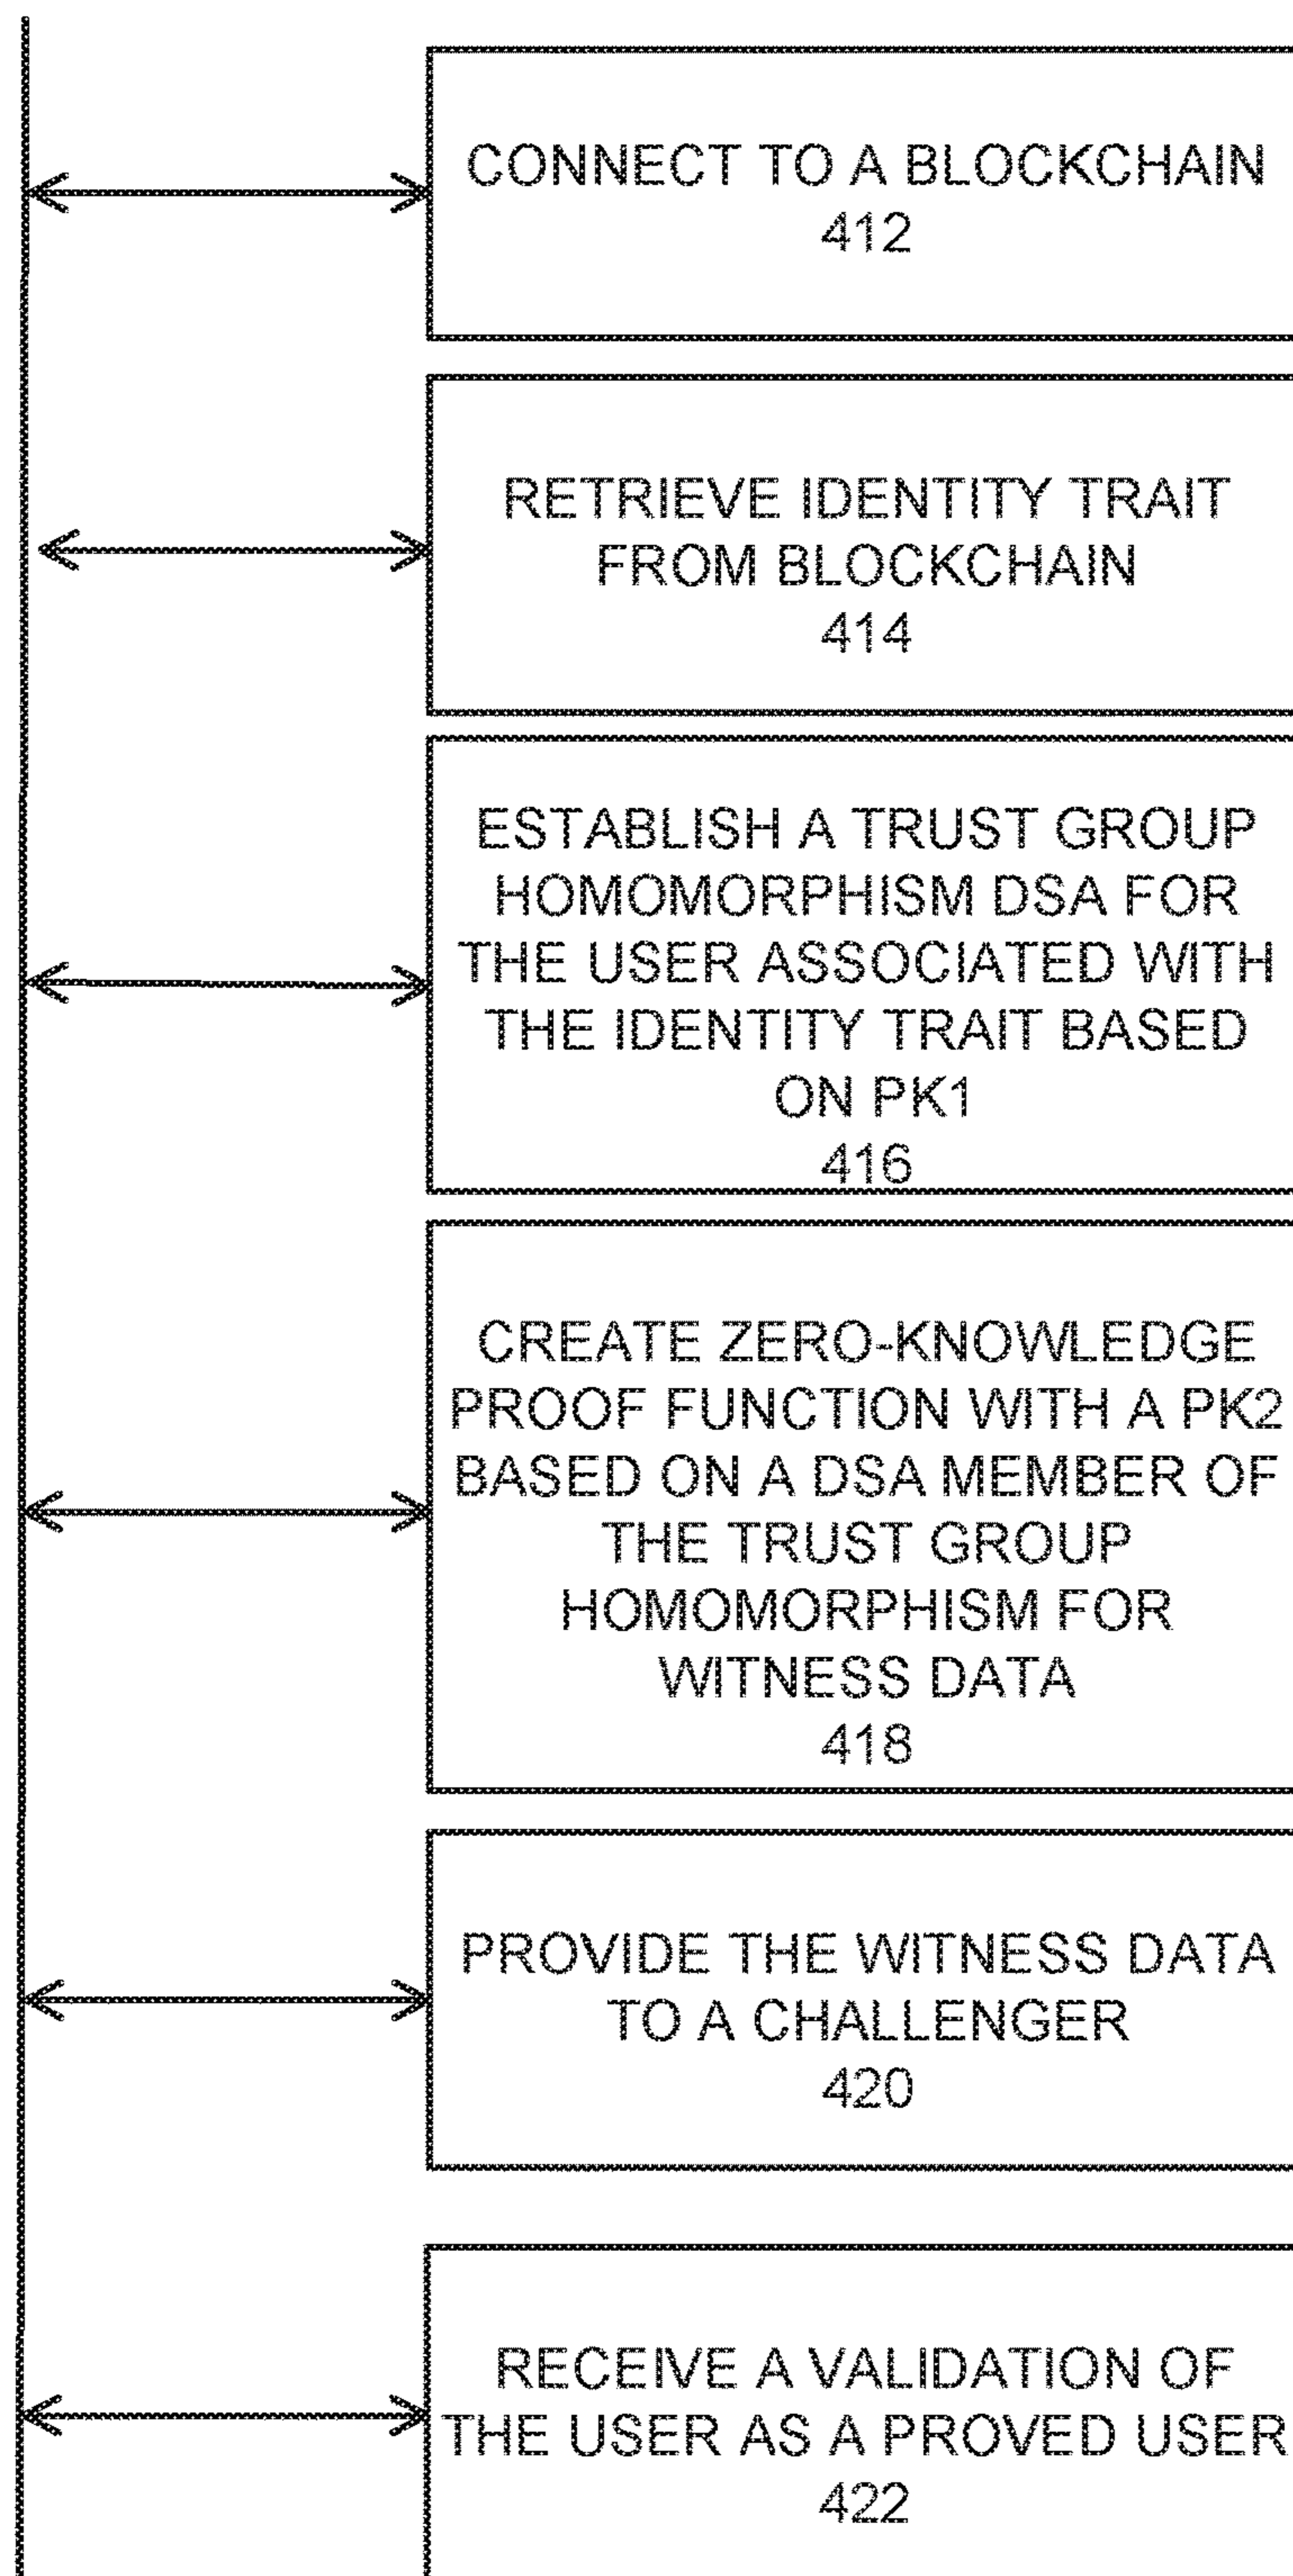 CONNECT TO A BLOCKCHAIN
412
RETRIEVE IDENTITY TRAIT
FROM BLOCKCHAIN
414
ESTABLISH A TRUST GROUP
HOMOMORPHISM DSA FOR
THE USER ASSOCIATED WITH
THE IDENTITY TRAIT BASED
ON PK1
416
CREATE ZERO-KNOWLEDGE
PROOF FUNCTION WITH A PK2
BASED ON A DSA MEMBER OF
THE TRUST GROUP
HOMOMORPHISM FOR
WITNESS DATA
418
PROVIDE THE WITNESS DATA
TO A CHALLENGER
420
RECEIVE A VALIDATION OF
THE USER AS A PROVED USER
422